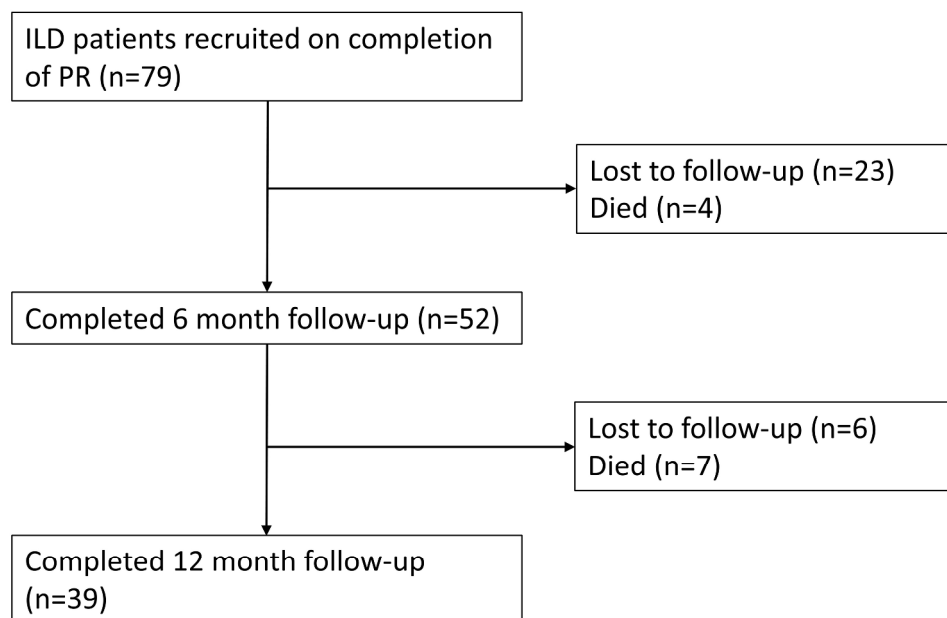 ILD patients recruited on completion
of PR (n=79)
Lost to follow-up (n=23)
Died (n=4)
Completed 6 month follow-up (n=52)
Lost to follow-up (n=6)
Died (n=7)
Completed 12 month follow-up
(n=39)